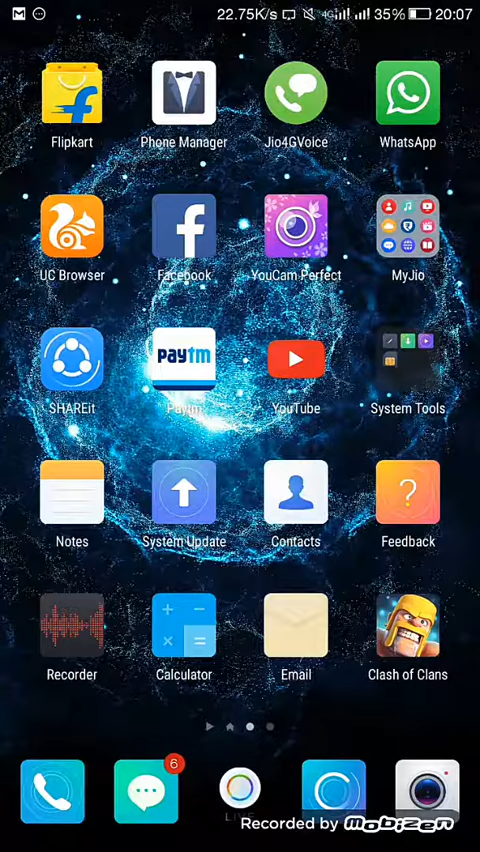 22.75K/s 4G 35% 20:07
Flipkart Phone Manager Jio4GVoice WhatsApp
UC Browser Facebook YouCam Perfect MyJio
paytm
SHAREit Paytm YouTube System Tools
Notes System Update Contacts Feedback
Recorder Calculator Email Clash of Clans
6
Recorded by Mobizen